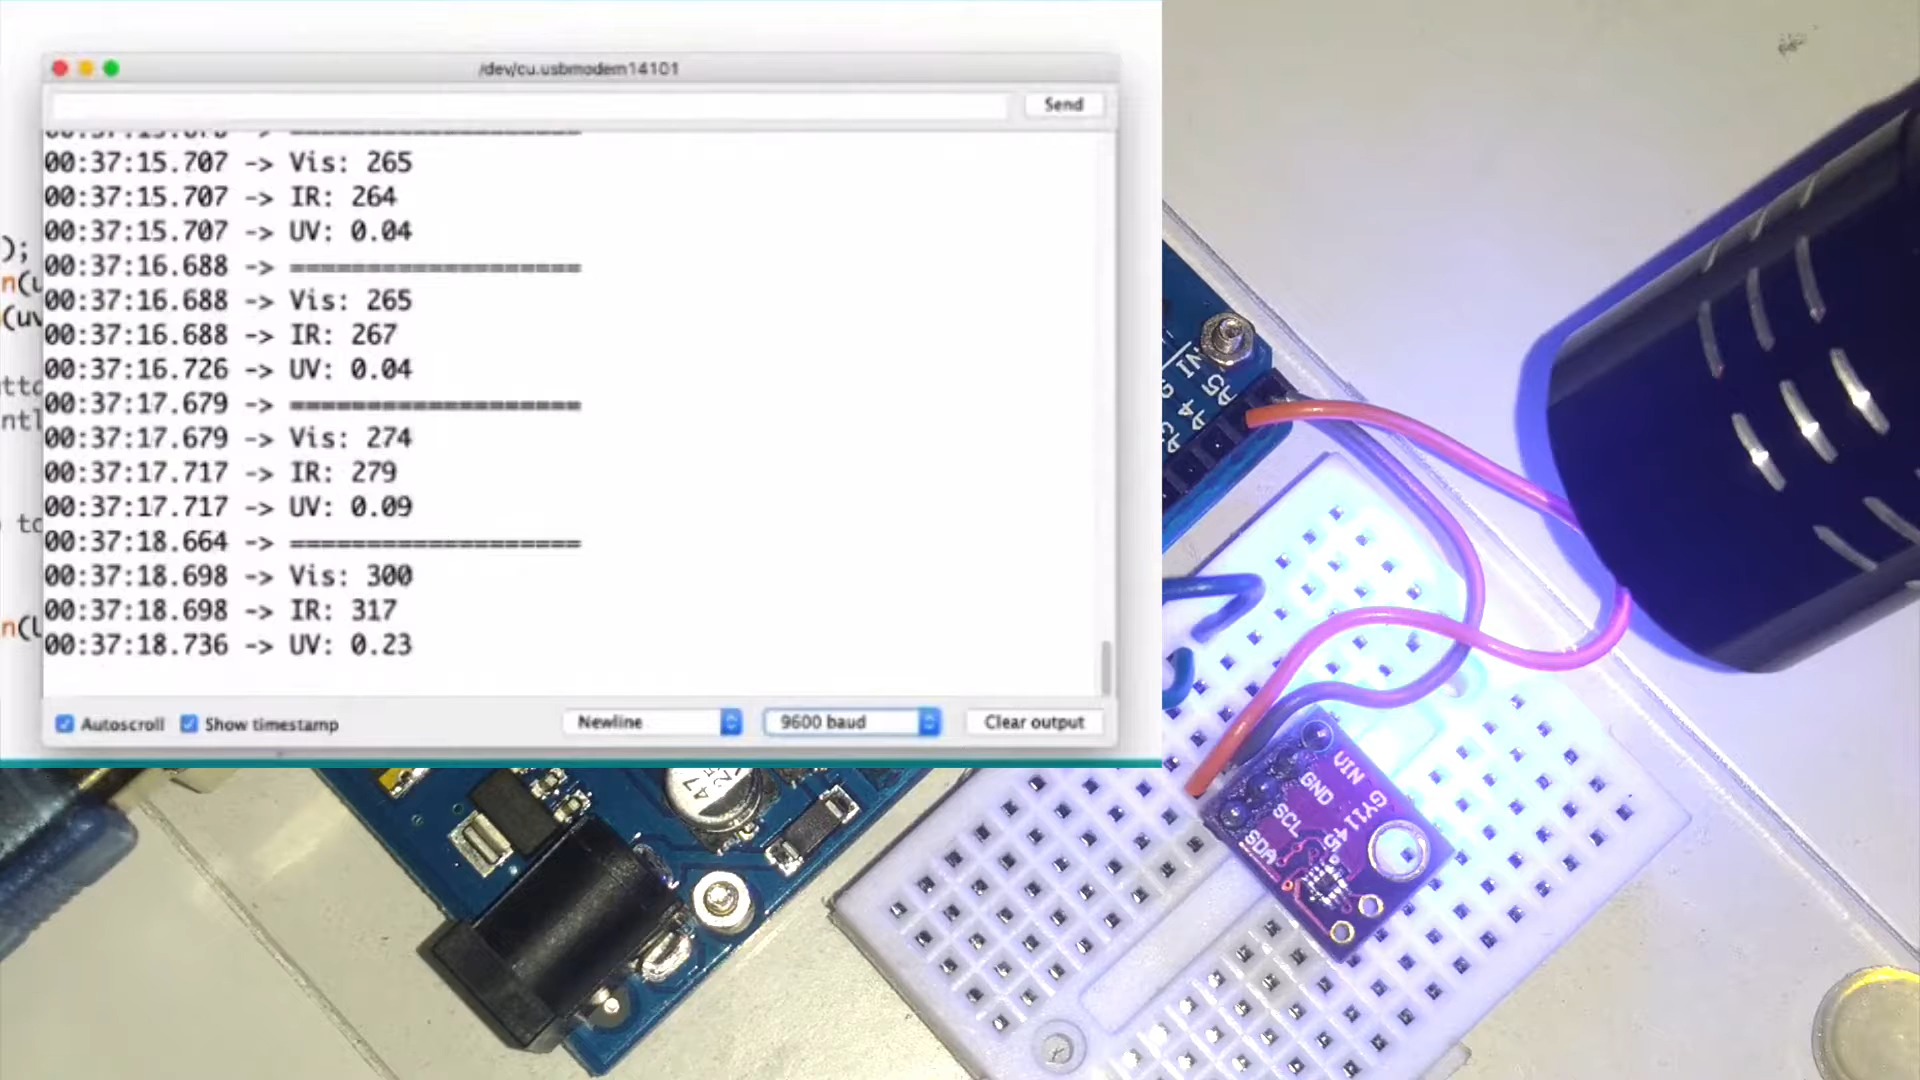 /dev/cu.usbmodem14101
Send
00:37:15.707 -> Vis: 265
00:37:15.707 -> IR: 264
00:37:15.707 -> UV: 0.04
00:37:16.688 -> ===================
00:37:16.688 -> Vis: 265
00:37:16.688 -> IR: 267
00:37:16.726 -> UV: 0.04
00:37:17.679 -> ===================
00:37:17.679 -> Vis: 274
00:37:17.717 -> IR: 279
00:37:17.717 -> UV: 0.09
00:37:18.664 -> ===================
00:37:18.698 -> Vis: 300
00:37:18.698 -> IR: 317
00:37:18.736 -> UV: 0.23
Autoscroll
Show timestamp
Newline
9600 baud
Clear output
A5
A4
VIN
GND
SCL
SDA
GY1145
47